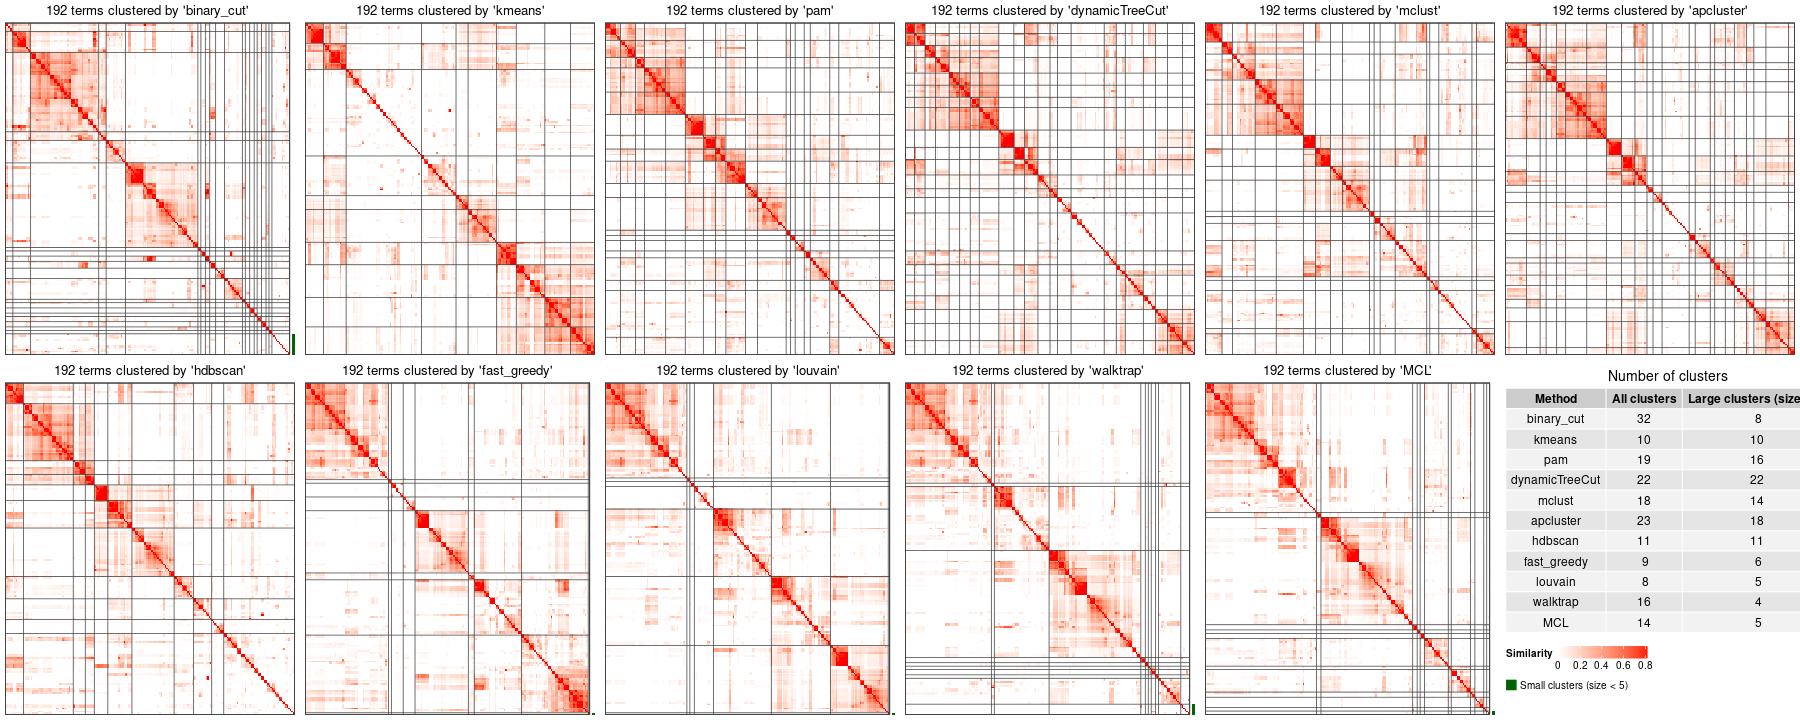 192 terms clustered by 'binary_cut'
192 terms clustered by 'kmeans'
192 terms clustered by 'pam'
192 terms clustered by 'dynamicTreeCut'
192 terms clustered by 'mclust'
192 terms clustered by 'apcluster'
192 terms clustered by 'hdbscan'
192 terms clustered by 'fast_greedy'
192 terms clustered by 'louvain'
192 terms clustered by 'walktrap'
192 terms clustered by 'MCL'
Number of clusters
Method All clusters Large clusters (size
binary_cut 32 8
kmeans 10 10
pam 19 16
dynamicTreeCut 22 22
mclust 18 14
apcluster 23 18
hdbscan 11 11
fast_greedy 9 6
louvain 8 5
walktrap 16 4
MCL 14 5
Similarity
0 0.2 0.4 0.6 0.8
Small clusters (size < 5)